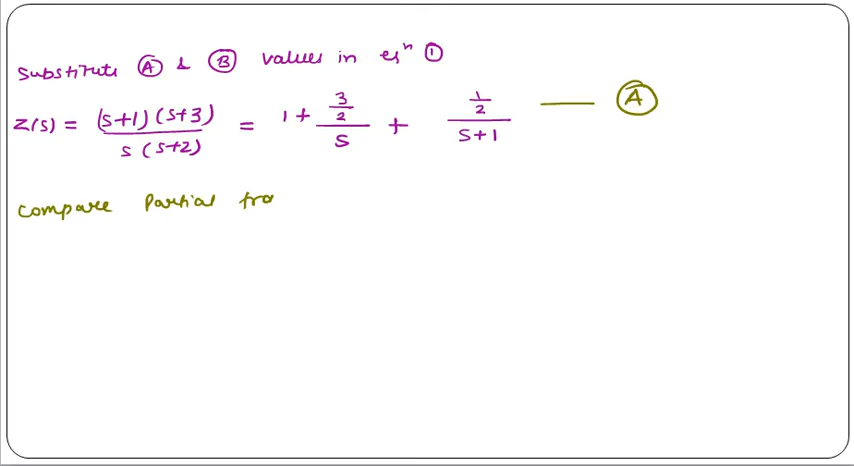 Substitute Ⓐ & Ⓑ values in eqⁿ ①
Z(s) = (s+1)(s+3) / s(s+2) = 1 + (3/2)/s + (1/2)/(s+1) — Ⓐ
Compare Partial fra